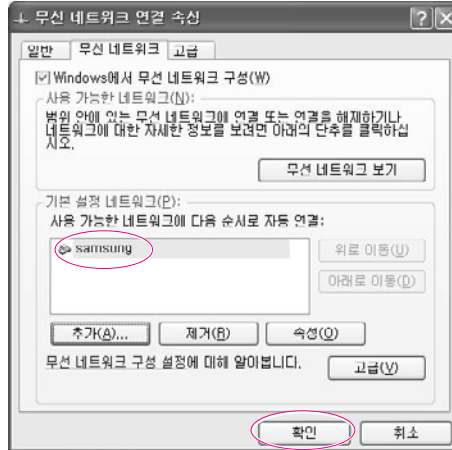 무선 네트워크 연결 속성
일반 무선 네트워크 고급
Windows에서 무선 네트워크 구성(W)
사용 가능한 네트워크(N):
범위 안에 있는 무선 네트워크에 연결 또는 연결을 해제하거나
네트워크에 대한 자세한 정보를 보려면 아래의 단추를 클릭하십
시오.
무선 네트워크 보기
기본 설정 네트워크(P):
사용 가능한 네트워크에 다음 순서로 자동 연결:
samsung
위로 이동(U)
아래로 이동(D)
추가(A)... 제거(R) 속성(O)
무선 네트워크 구성 설정에 대해 알아봅니다.
고급(V)
확인 취소